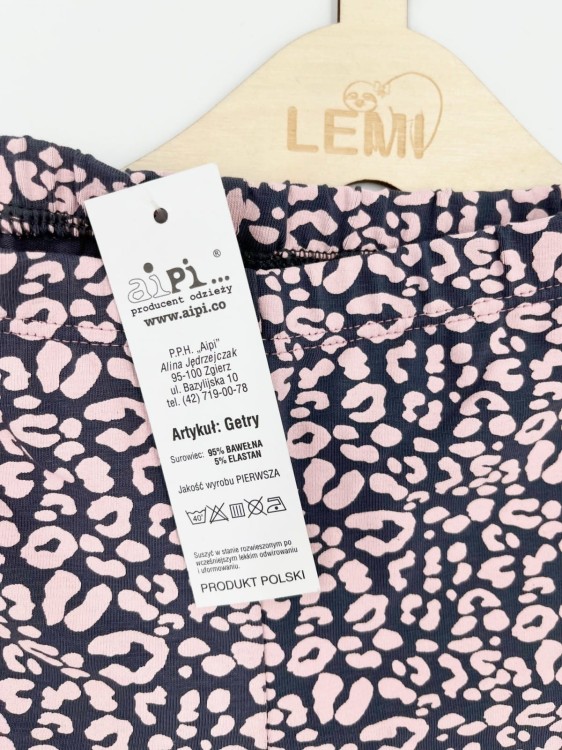 LEMI
aiPi... ®
producent odzieży
www.aipi.co
P.P.H. „Aipi”
Alina Jędrzejczak
95-100 Zgierz
ul. Bazylijska 10
tel. (42) 719-00-78
Artykuł: Getry
Surowiec: 95% BAWEŁNA
5% ELASTAN
Jakość wyrobu PIERWSZA
40°
Suszyć w stanie rozwieszonym po
wcześniejszym lekkim odwirowaniu
i uformowaniu.
PRODUKT POLSKI